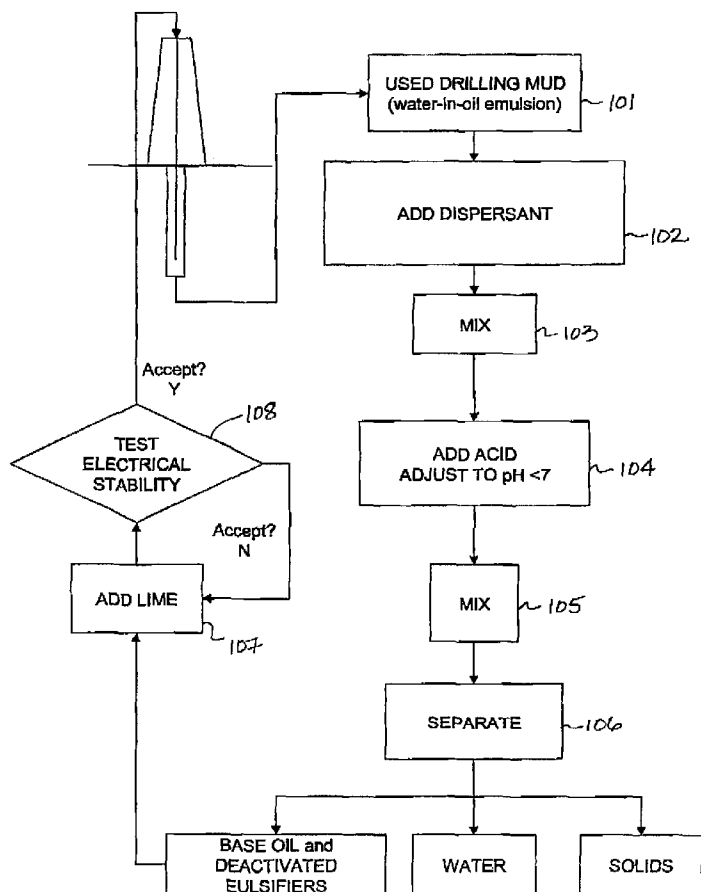 USED DRILLING MUD
(water-in-oil emulsion)
101
ADD DISPERSANT
102
MIX
103
Accept?
Y
108
TEST
ELECTRICAL
STABILITY
ADD ACID
ADJUST TO pH <7
104
Accept?
N
ADD LIME
107
MIX
105
SEPARATE
106
BASE OIL and
DEACTIVATED
EULSIFIERS
WATER
SOLIDS